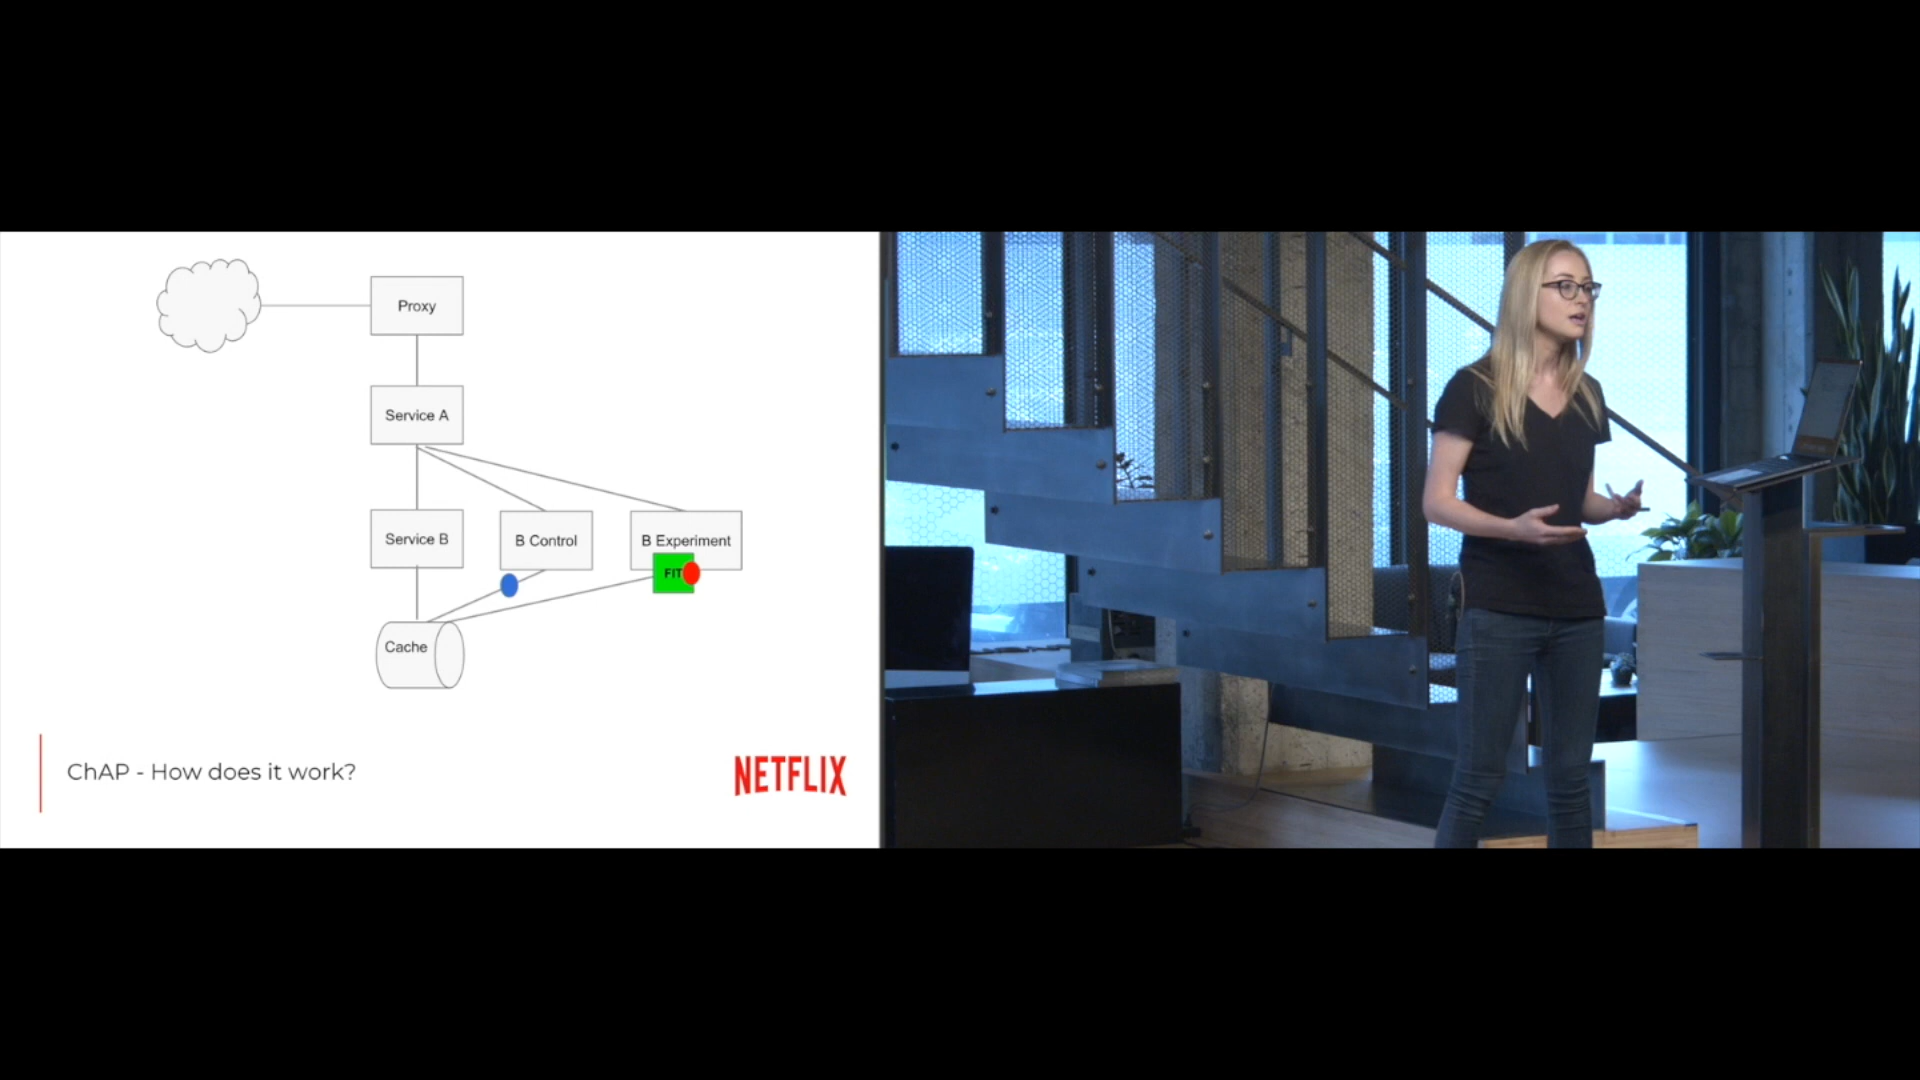 Proxy
Service A
Service B
B Control
B Experiment
FIT
Cache
ChAP - How does it work?
NETFLIX